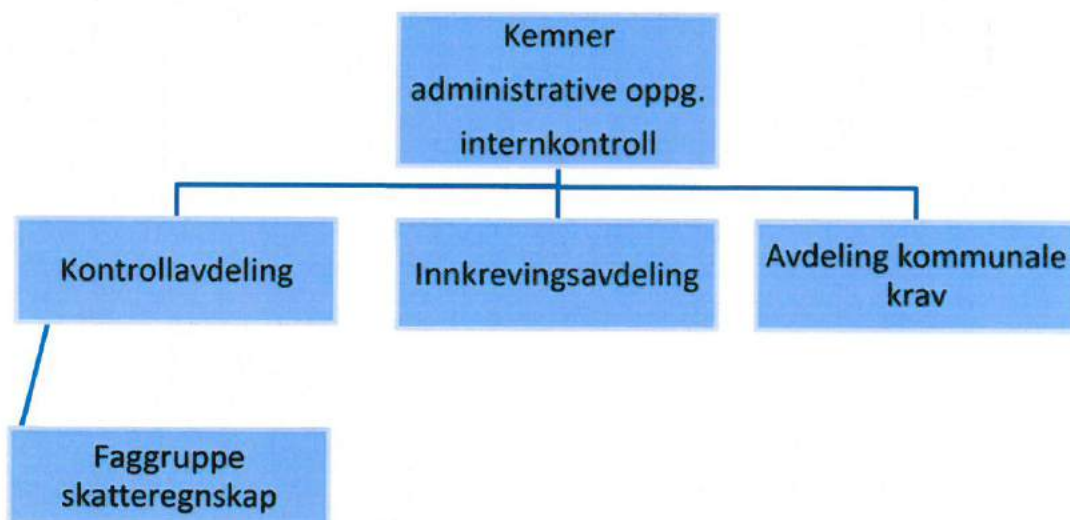 Kemner
administrative oppg.
internkontroll
Kontrollavdeling
Innkrevingsavdeling
Avdeling kommunale
krav
Faggruppe
skatteregnskap